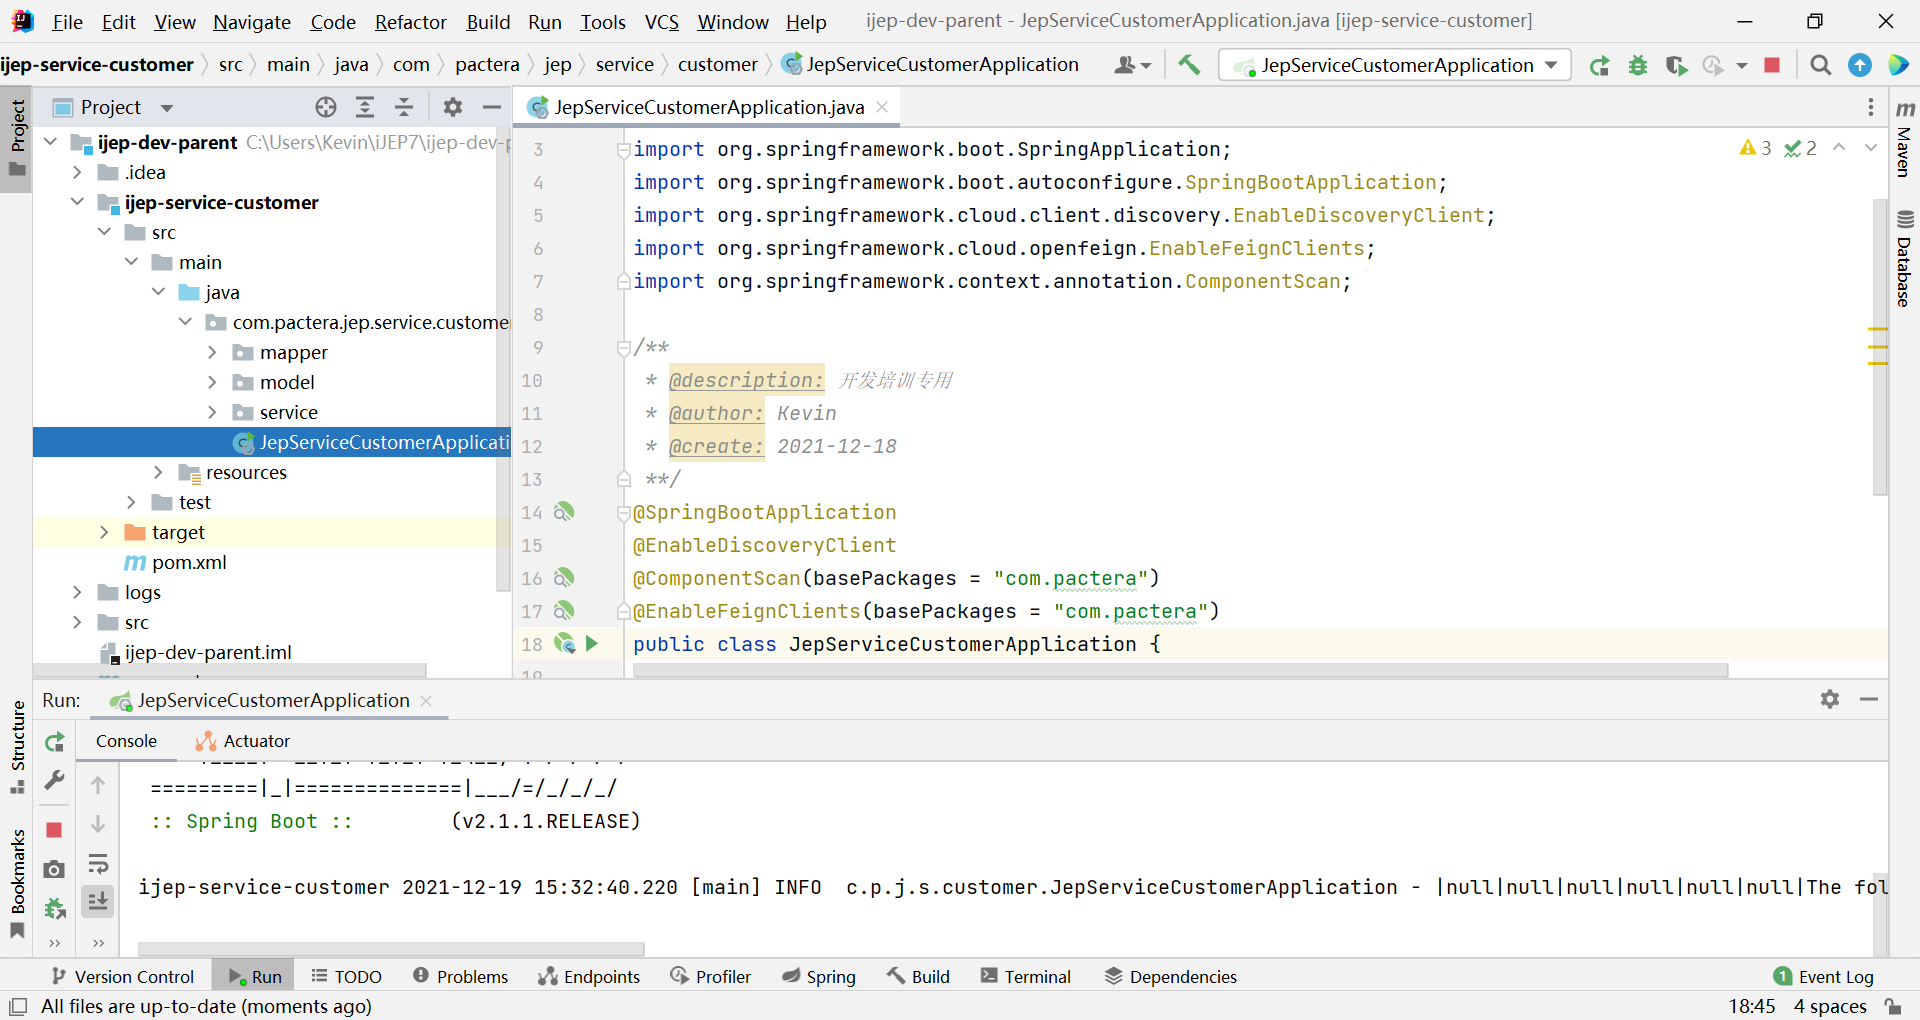 File Edit View Navigate Code Refactor Build Run Tools VCS Window Help ijep-dev-parent - JepServiceCustomerApplication.java [ijep-service-customer]
ijep-service-customer src main java com pactera jep service customer JepServiceCustomerApplication JepServiceCustomerApplication
Project
Project
ijep-dev-parent C:\Users\Kevin\iJEP7\ijep-dev-p
.idea
ijep-service-customer
src
main
java
com.pactera.jep.service.custome
mapper
model
service
JepServiceCustomerApplicati
resources
test
target
pom.xml
logs
src
ijep-dev-parent.iml
JepServiceCustomerApplication.java
3 import org.springframework.boot.SpringApplication;
4 import org.springframework.boot.autoconfigure.SpringBootApplication;
5 import org.springframework.cloud.client.discovery.EnableDiscoveryClient;
6 import org.springframework.cloud.openfeign.EnableFeignClients;
7 import org.springframework.context.annotation.ComponentScan;
8
9 /**
10 * @description: 开发培训专用
11 * @author: Kevin
12 * @create: 2021-12-18
13 **/
14 @SpringBootApplication
15 @EnableDiscoveryClient
16 @ComponentScan(basePackages = "com.pactera")
17 @EnableFeignClients(basePackages = "com.pactera")
18 public class JepServiceCustomerApplication {
3 2
Maven
Database
Structure
Bookmarks
Run: JepServiceCustomerApplication
Console Actuator
=========|_|==============|___/=/_/_/_/
:: Spring Boot :: (v2.1.1.RELEASE)
ijep-service-customer 2021-12-19 15:32:40.220 [main] INFO c.p.j.s.customer.JepServiceCustomerApplication - |null|null|null|null|null|null|The fol
Version Control Run TODO Problems Endpoints Profiler Spring Build Terminal Dependencies 1 Event Log
All files are up-to-date (moments ago) 18:45 4 spaces